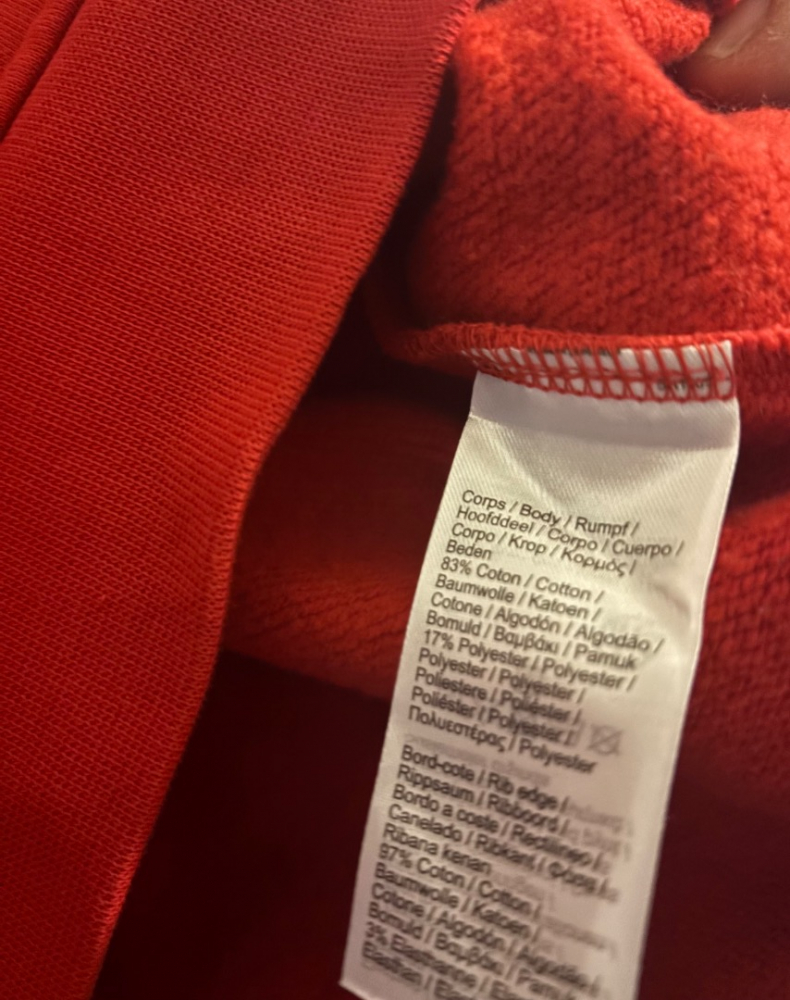 Corps / Body / Rumpf /
Hoofddeel / Corpo / Cuerpo /
Corpo / Krop / Κορμός /
Beden
83% Coton / Cotton /
Baumwolle / Katoen /
Cotone / Algodón / Algodão /
Bomuld / Βαμβάκι / Pamuk
17% Polyester / Polyester /
Polyester / Polyester /
Poliestere / Poliéster /
Poliéster / Polyester /
Πολυεστέρας / Polyester
Bord-cote / Rib edge /
Rippsaum / Ribboord /
Bordo a coste / Rectilíneo /
Canelado / Ribkant /
Ribana kenarı
97% Coton / Cotton /
Baumwolle / Katoen /
Cotone / Algodón / Algodão /
Bomuld / Βαμβάκι /
3% Elasthanne /
Elasthan /